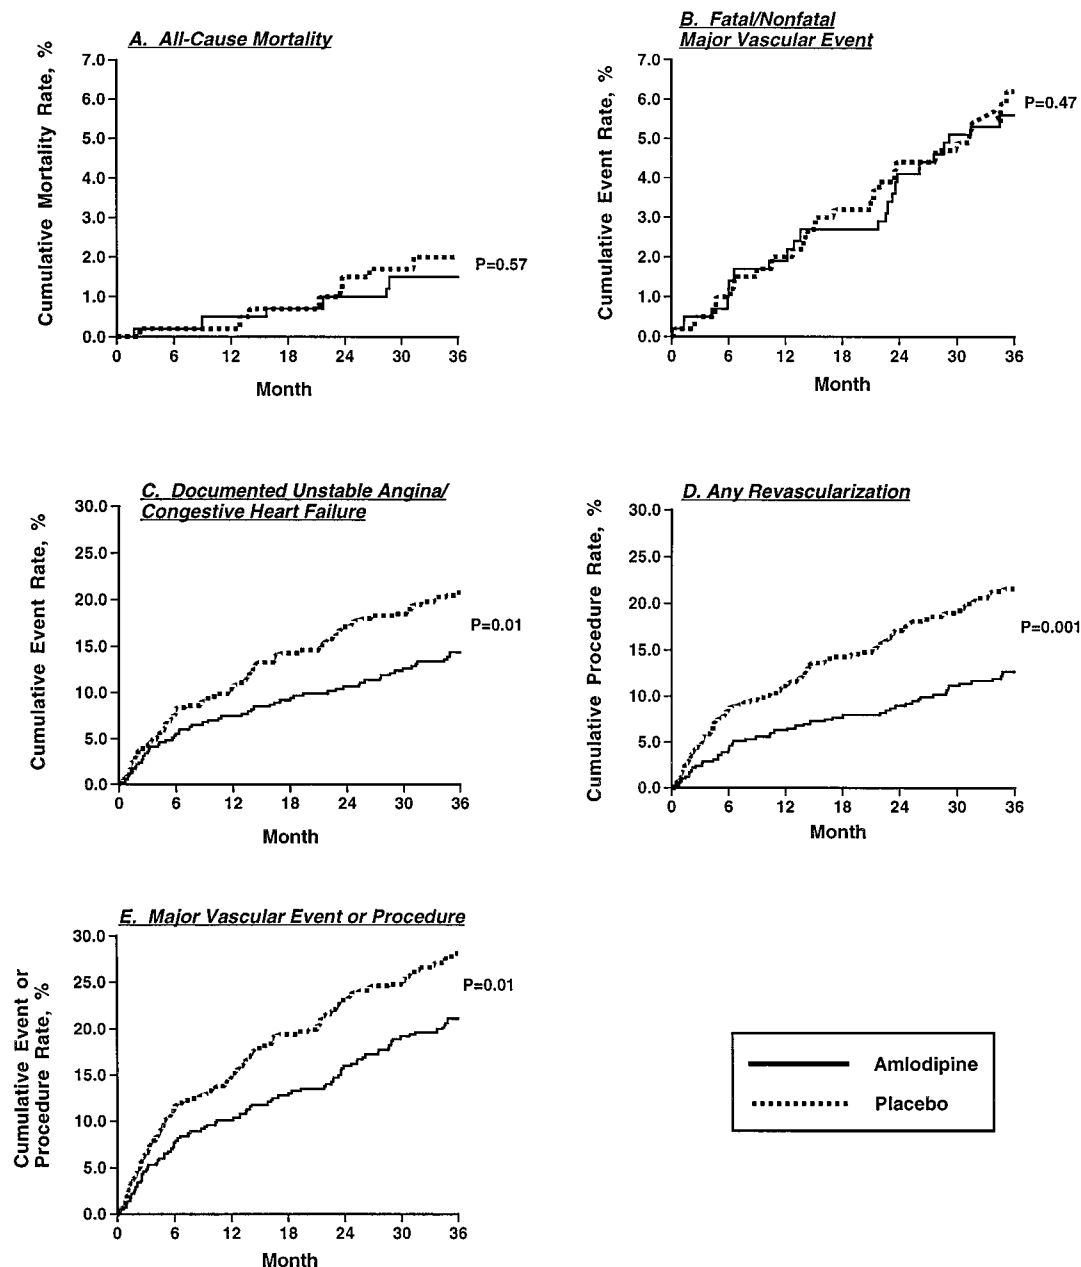 A. All-Cause Mortality
Cumulative Mortality Rate, %
7.0
6.0
5.0
4.0
3.0
2.0
1.0
0.0
P=0.57
0 6 12 18 24 30 36
Month
B. Fatal/Nonfatal
Major Vascular Event
Cumulative Event Rate, %
7.0
6.0
5.0
4.0
3.0
2.0
1.0
0.0
P=0.47
0 6 12 18 24 30 36
Month
C. Documented Unstable Angina/
Congestive Heart Failure
Cumulative Event Rate, %
30.0
25.0
20.0
15.0
10.0
5.0
0.0
P=0.01
0 6 12 18 24 30 36
Month
D. Any Revascularization
Cumulative Procedure Rate, %
30.0
25.0
20.0
15.0
10.0
5.0
0.0
P=0.001
0 6 12 18 24 30 36
Month
E. Major Vascular Event or Procedure
Cumulative Event or
Procedure Rate, %
30.0
25.0
20.0
15.0
10.0
5.0
0.0
P=0.01
0 6 12 18 24 30 36
Month
Amlodipine
Placebo